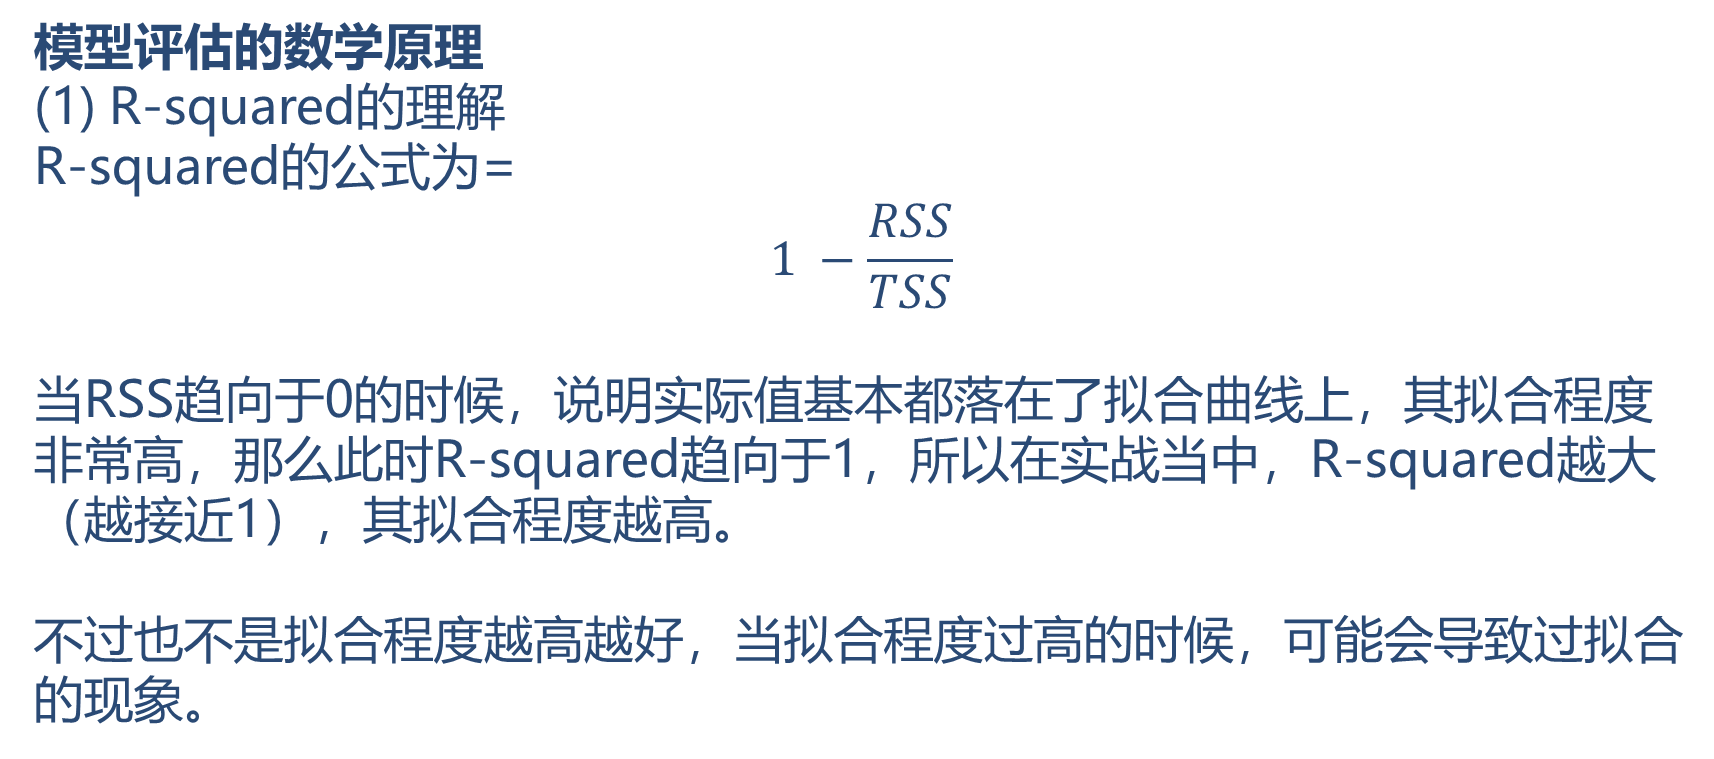 模型评估的数学原理
(1) R-squared的理解
R-squared的公式为=
1 − RSS/TSS
当RSS趋向于0的时候，说明实际值基本都落在了拟合曲线上，其拟合程度
非常高，那么此时R-squared趋向于1，所以在实战当中，R-squared越大
（越接近1），其拟合程度越高。
不过也不是拟合程度越高越好，当拟合程度过高的时候，可能会导致过拟合
的现象。